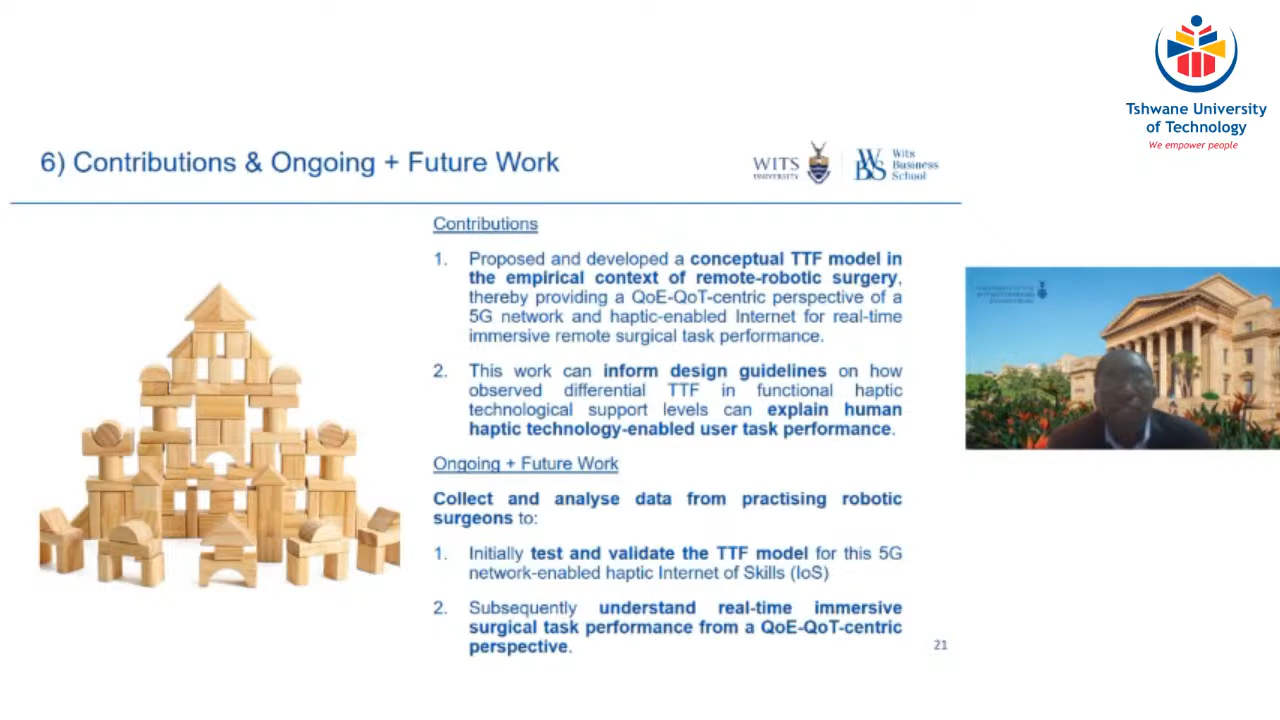 Tshwane University
of Technology
We empower people
6) Contributions & Ongoing + Future Work
WITS
UNIVERSITY
WBS
Wits
Business
School
Contributions
1. Proposed and developed a conceptual TTF model in
the empirical context of remote-robotic surgery,
thereby providing a QoE-QoT-centric perspective of a
5G network and haptic-enabled Internet for real-time
immersive remote surgical task performance.
2. This work can inform design guidelines on how
observed differential TTF in functional haptic
technological support levels can explain human
haptic technology-enabled user task performance.
Ongoing + Future Work
Collect and analyse data from practising robotic
surgeons to:
1. Initially test and validate the TTF model for this 5G
network-enabled haptic Internet of Skills (IoS)
2. Subsequently understand real-time immersive
surgical task performance from a QoE-QoT-centric
perspective.
21